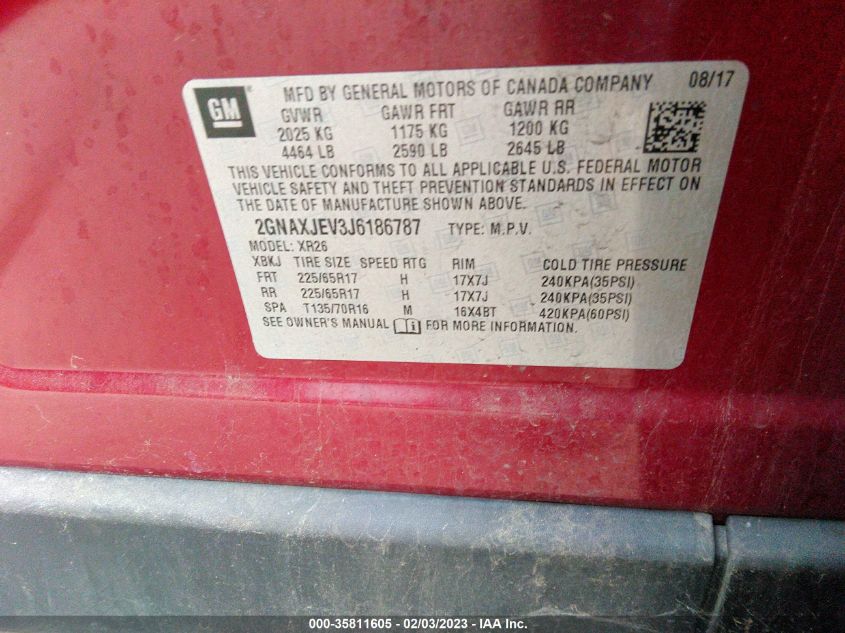 GM
MFD BY GENERAL MOTORS OF CANADA COMPANY 08/17
GVWR GAWR FRT GAWR RR
2025 KG 1175 KG 1200 KG
4464 LB 2590 LB 2645 LB
THIS VEHICLE CONFORMS TO ALL APPLICABLE U.S. FEDERAL MOTOR
VEHICLE SAFETY AND THEFT PREVENTION STANDARDS IN EFFECT ON
THE DATE OF MANUFACTURE SHOWN ABOVE.
2GNAXJEV3J6186787 TYPE: M.P.V.
MODEL: XR26
XBKJ TIRE SIZE SPEED RTG RIM COLD TIRE PRESSURE
FRT 225/65R17 H 17X7J 240KPA(35PSI)
RR 225/65R17 H 17X7J 240KPA(35PSI)
SPA T135/70R16 M 16X4BT 420KPA(60PSI)
SEE OWNER'S MANUAL FOR MORE INFORMATION.
000-35811605 - 02/03/2023 - IAA Inc.